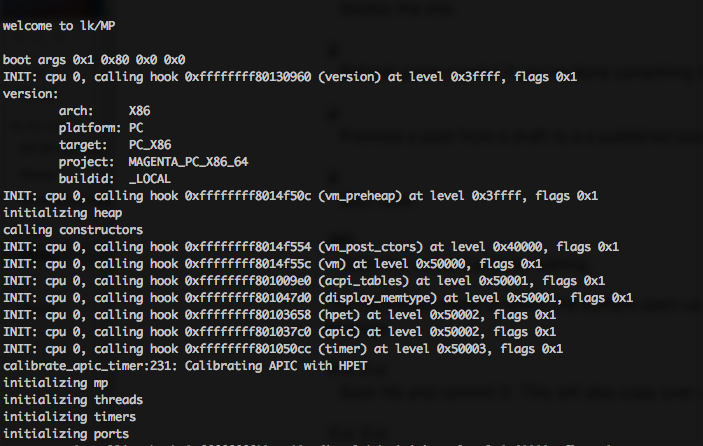 welcome to lk/MP
boot args 0x1 0x80 0x0 0x0
INIT: cpu 0, calling hook 0xffffffff80130960 (version) at level 0x3ffff, flags 0x1
version:
arch: X86
platform: PC
target: PC_X86
project: MAGENTA_PC_X86_64
buildid: _LOCAL
INIT: cpu 0, calling hook 0xffffffff8014f50c (vm_preheap) at level 0x3ffff, flags 0x1
initializing heap
calling constructors
INIT: cpu 0, calling hook 0xffffffff8014f554 (vm_post_ctors) at level 0x40000, flags 0x1
INIT: cpu 0, calling hook 0xffffffff8014f55c (vm) at level 0x50000, flags 0x1
INIT: cpu 0, calling hook 0xffffffff801009e0 (acpi_tables) at level 0x50001, flags 0x1
INIT: cpu 0, calling hook 0xffffffff801047d0 (display_memtype) at level 0x50001, flags 0x1
INIT: cpu 0, calling hook 0xffffffff80103658 (hpet) at level 0x50002, flags 0x1
INIT: cpu 0, calling hook 0xffffffff801037c0 (apic) at level 0x50002, flags 0x1
INIT: cpu 0, calling hook 0xffffffff801050cc (timer) at level 0x50003, flags 0x1
calibrate_apic_timer:231: Calibrating APIC with HPET
initializing mp
initializing threads
initializing timers
initializing ports